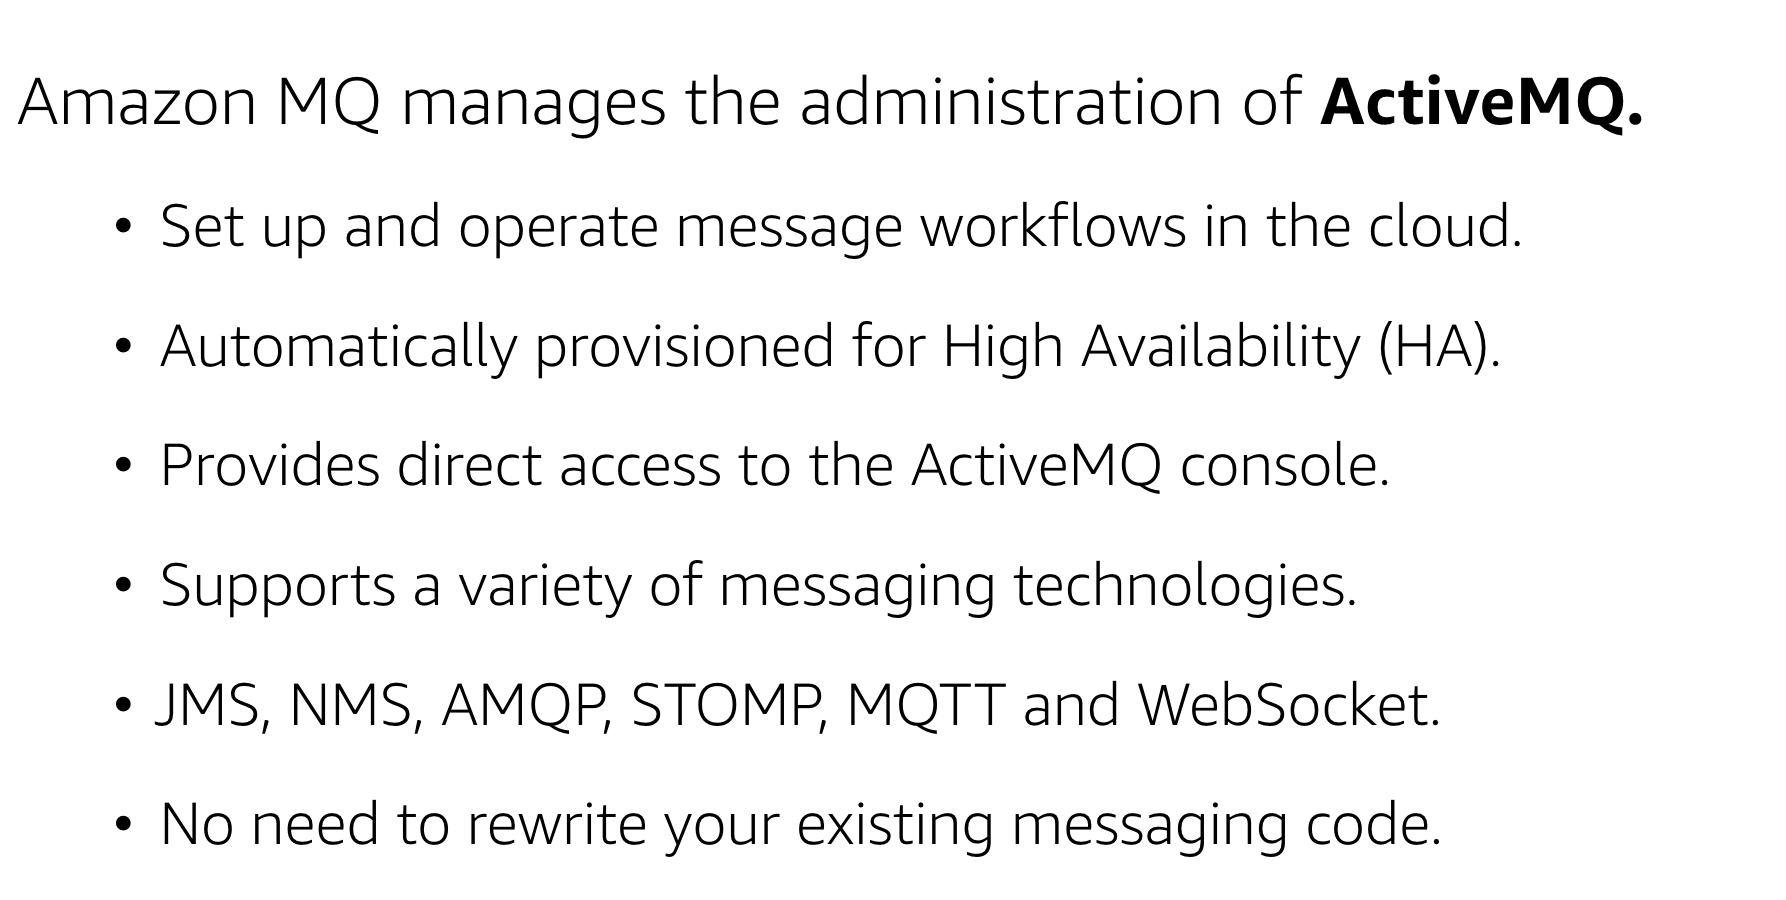 Amazon MQ manages the administration of ActiveMQ.
• Set up and operate message workflows in the cloud.
• Automatically provisioned for High Availability (HA).
• Provides direct access to the ActiveMQ console.
• Supports a variety of messaging technologies.
• JMS, NMS, AMQP, STOMP, MQTT and WebSocket.
• No need to rewrite your existing messaging code.